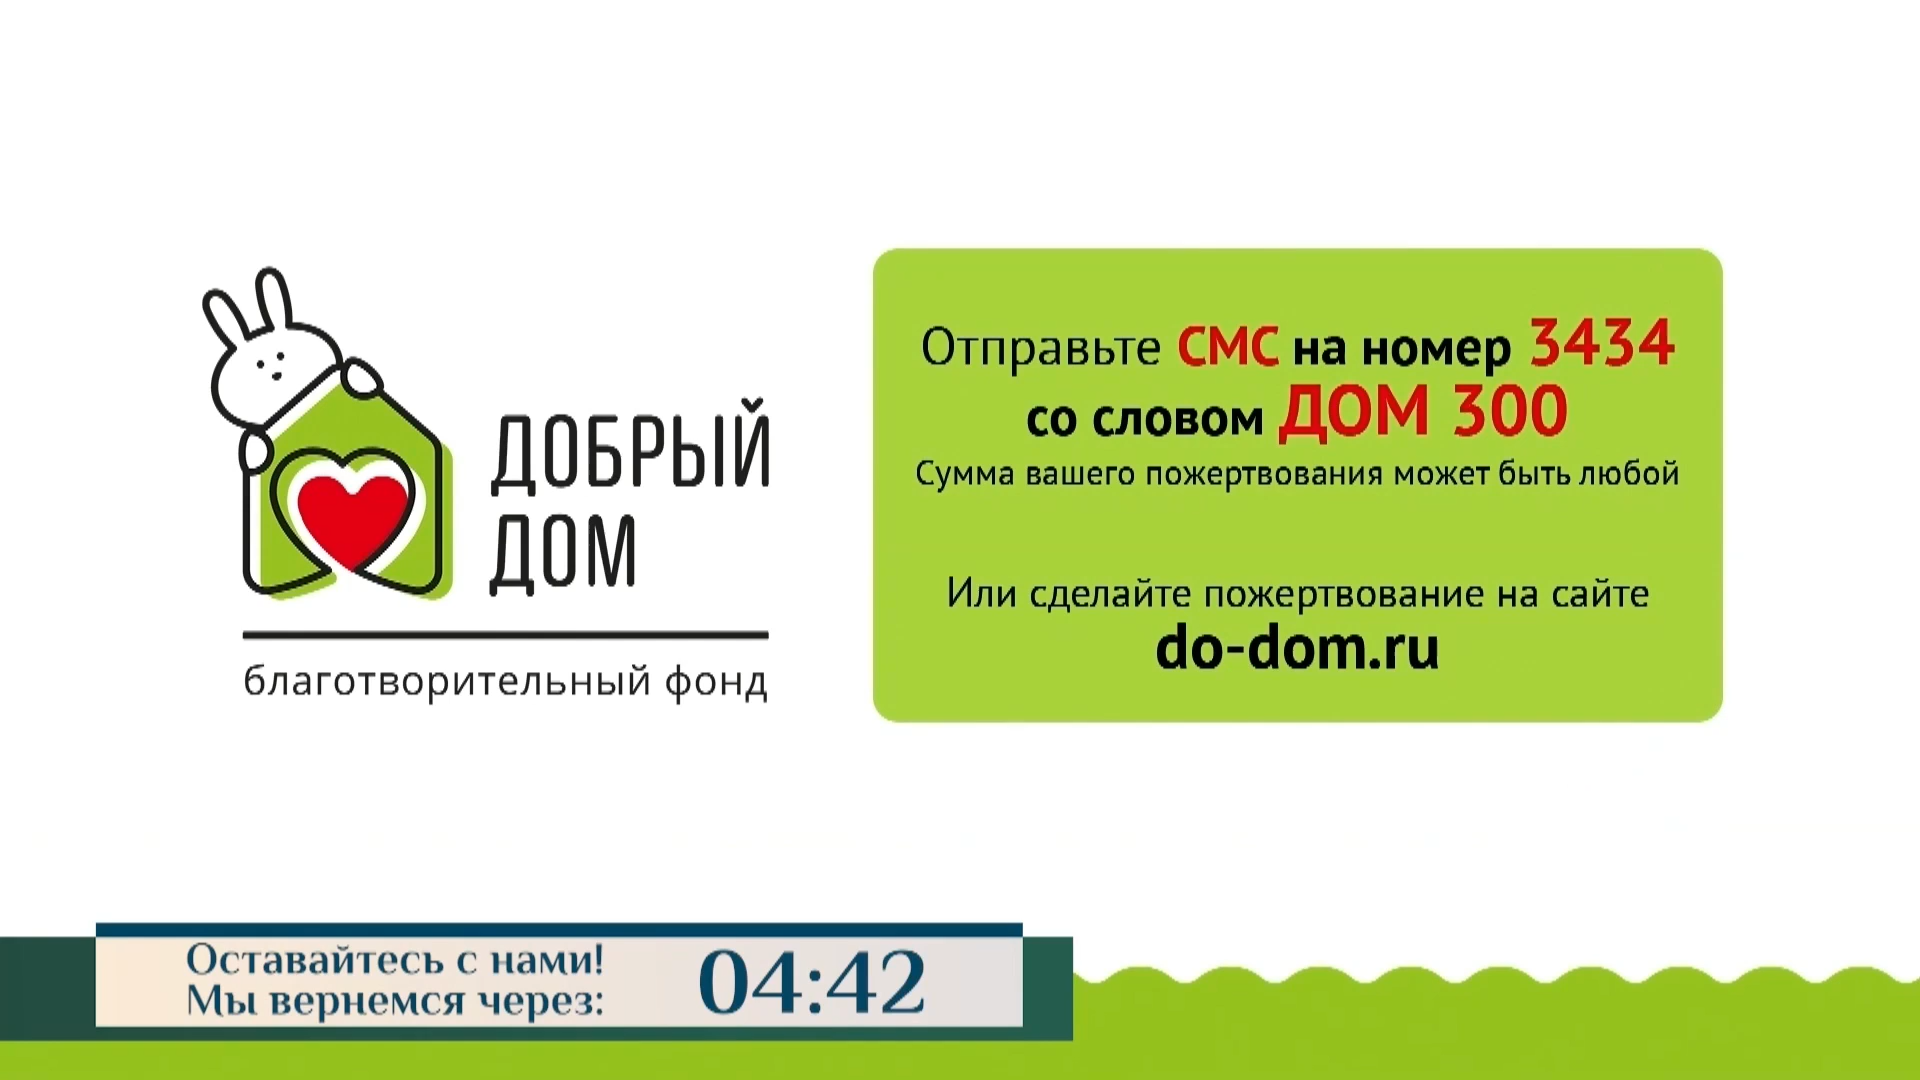 ДОБРЫЙ
ДОМ
благотворительный фонд
Отправьте СМС на номер 3434
со словом ДОМ 300
Сумма вашего пожертвования может быть любой
Или сделайте пожертвование на сайте
do-dom.ru
Оставайтесь с нами!
Мы вернемся через:
04:42